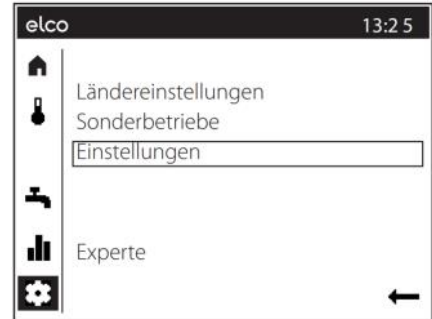 elco 13:25
Ländereinstellungen
Sonderbetriebe
Einstellungen
Experte